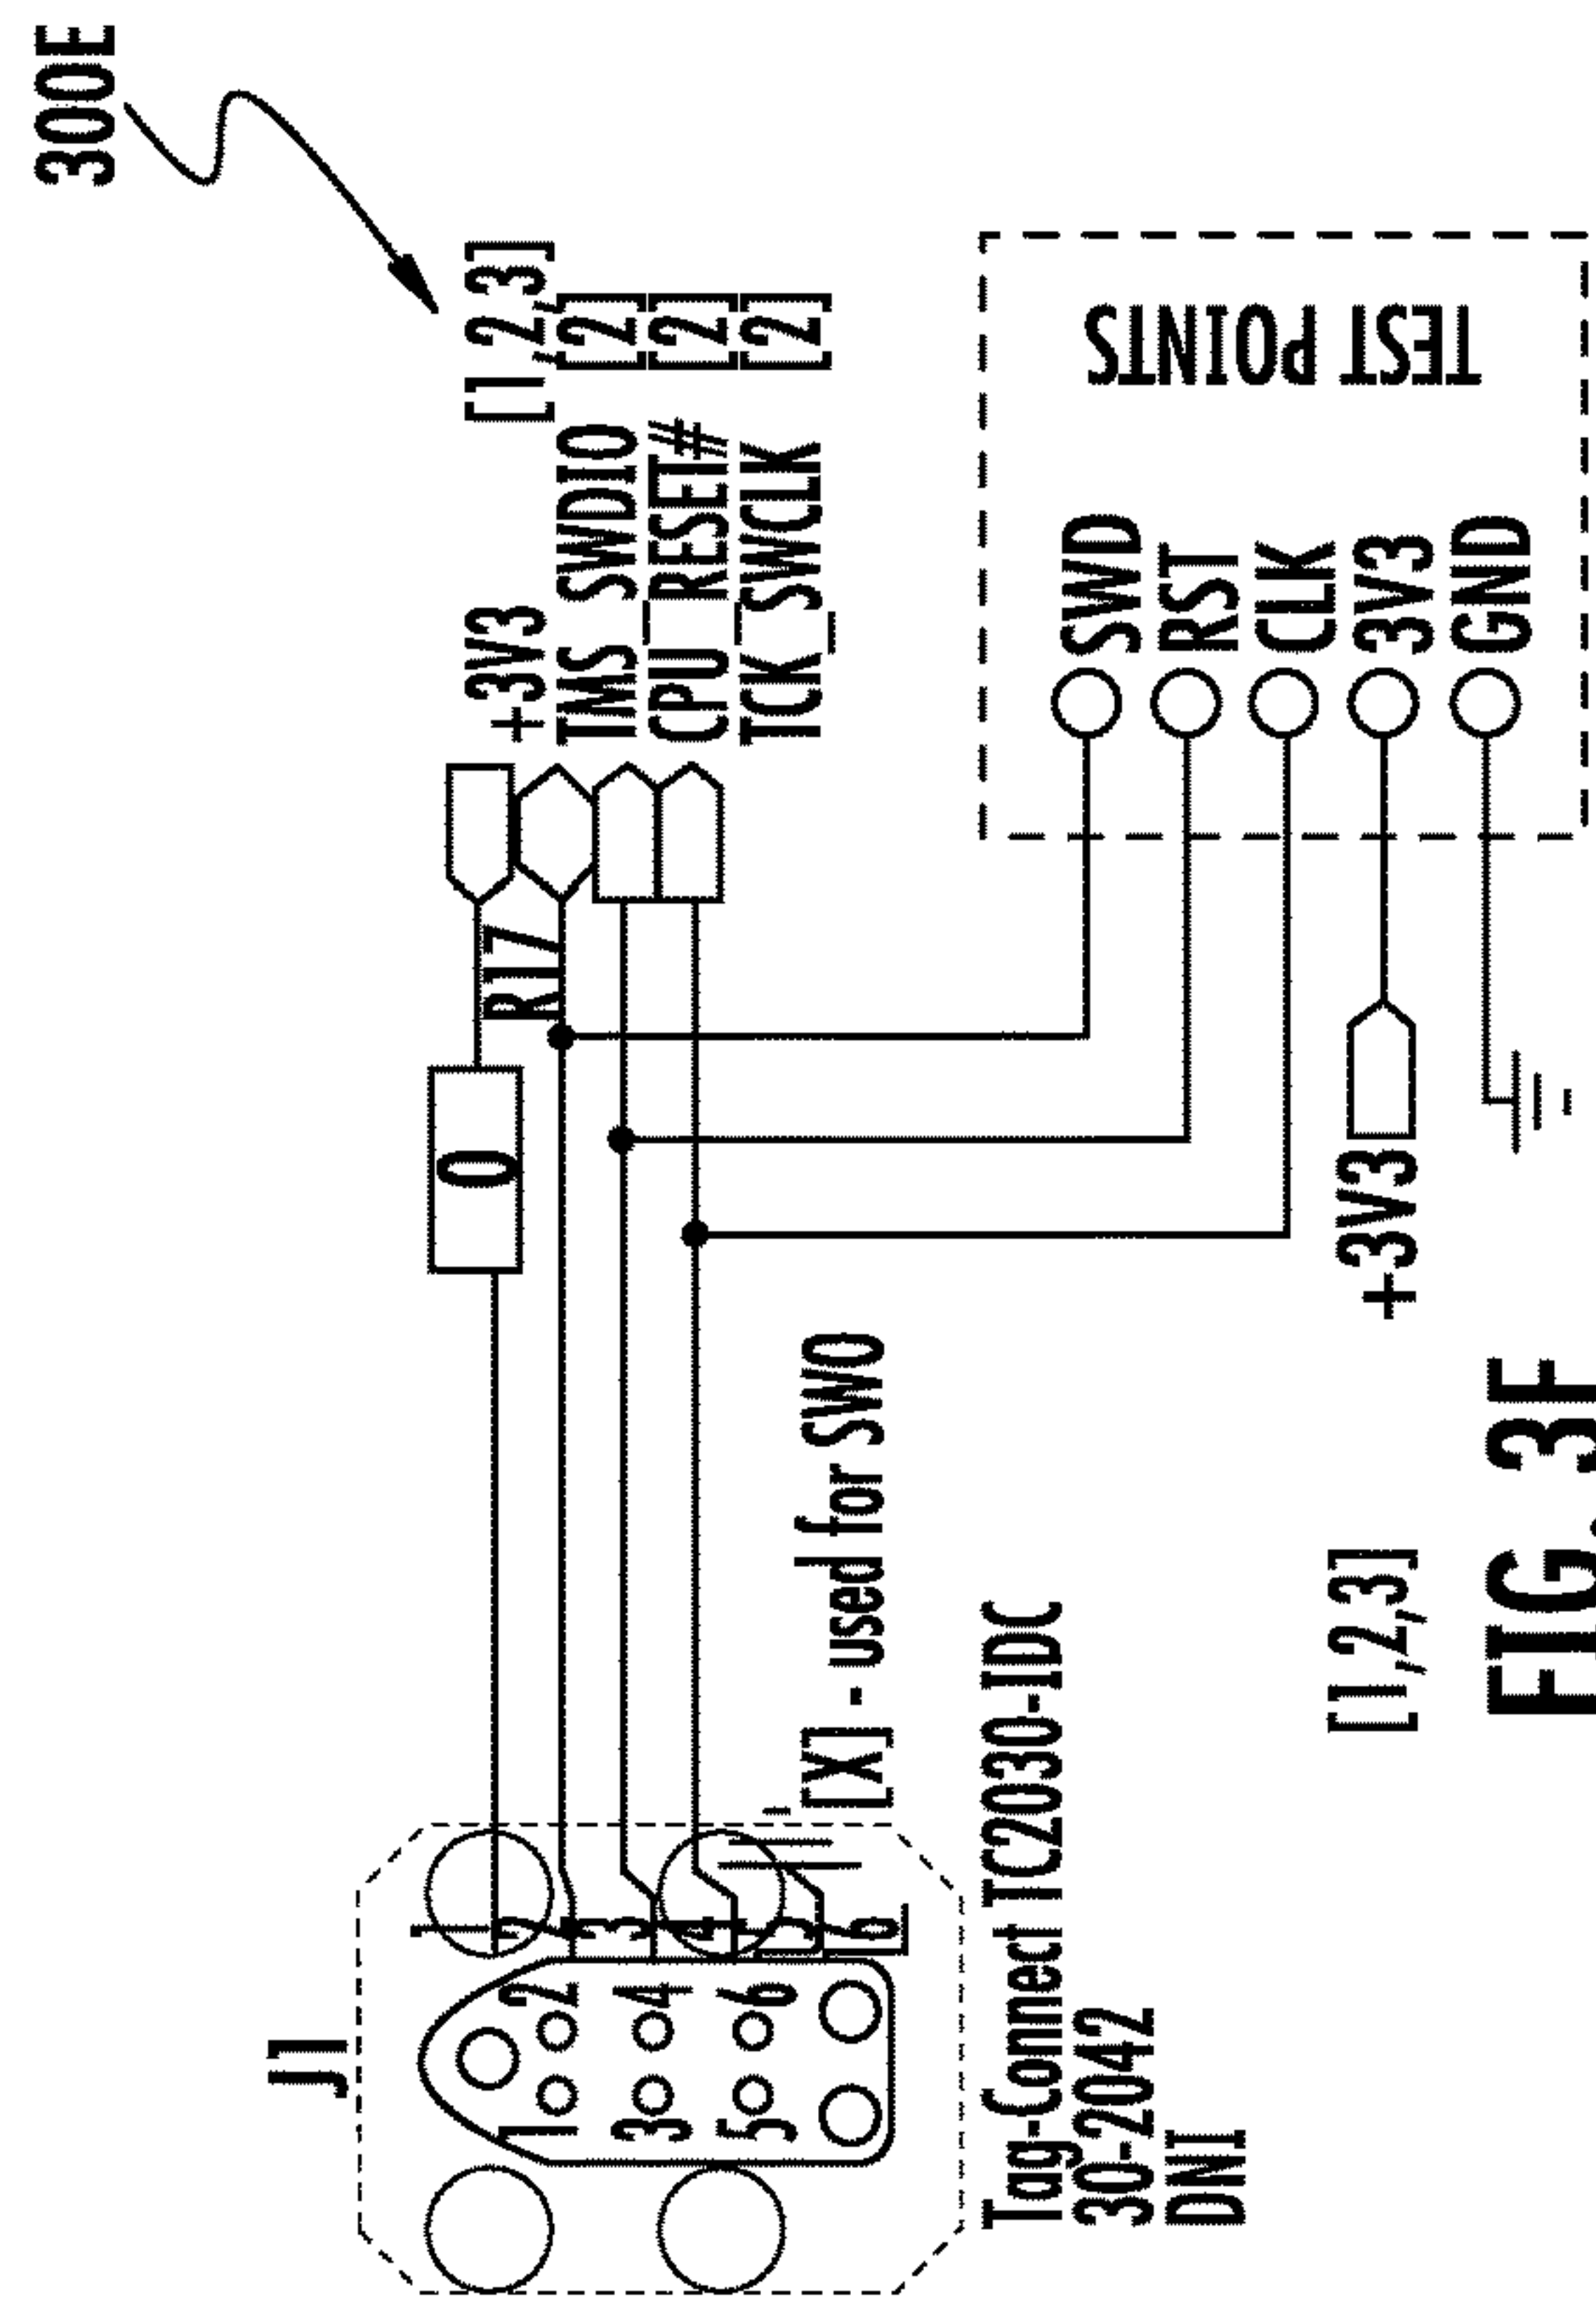 300E
J1
1
2
3
4
5
6
1
2
3
4
5
6
0
R17
+3V3 [1,2,3]
TMS_SWDIO [2]
CPU_RESET# [2]
TCK_SWCLK [2]
[X] - used for SWO
Tag-Connect TC2030-IDC
30-2042
DNI
SWD
RST
CLK
3V3
GND
TEST POINTS
[1,2,3] +3V3